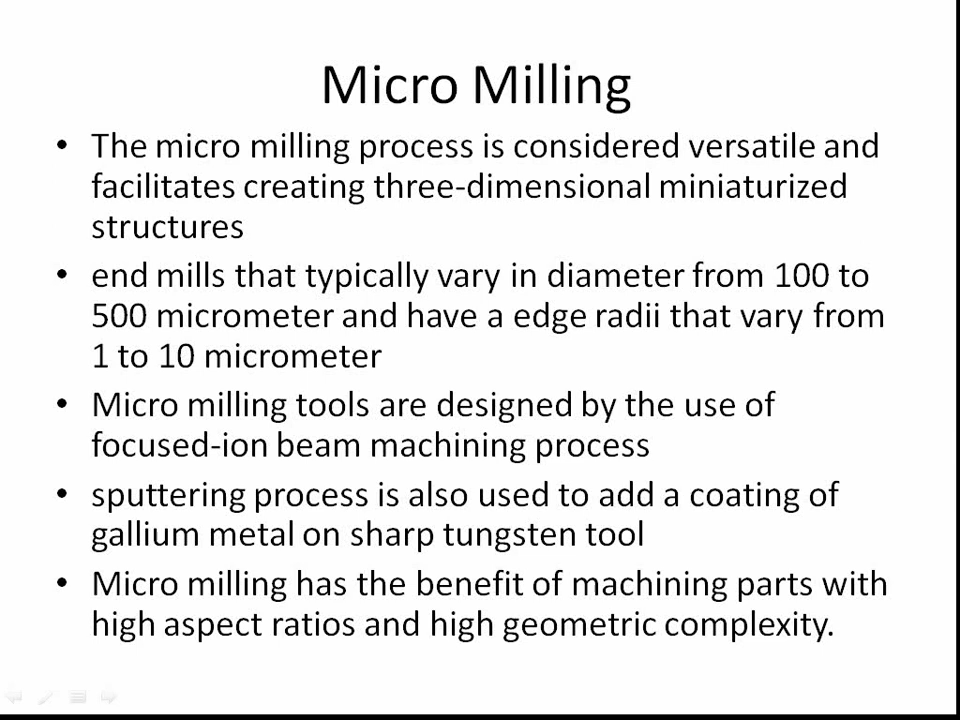 Micro Milling
• The micro milling process is considered versatile and
facilitates creating three-dimensional miniaturized
structures
• end mills that typically vary in diameter from 100 to
500 micrometer and have a edge radii that vary from
1 to 10 micrometer
• Micro milling tools are designed by the use of
focused-ion beam machining process
• sputtering process is also used to add a coating of
gallium metal on sharp tungsten tool
• Micro milling has the benefit of machining parts with
high aspect ratios and high geometric complexity.